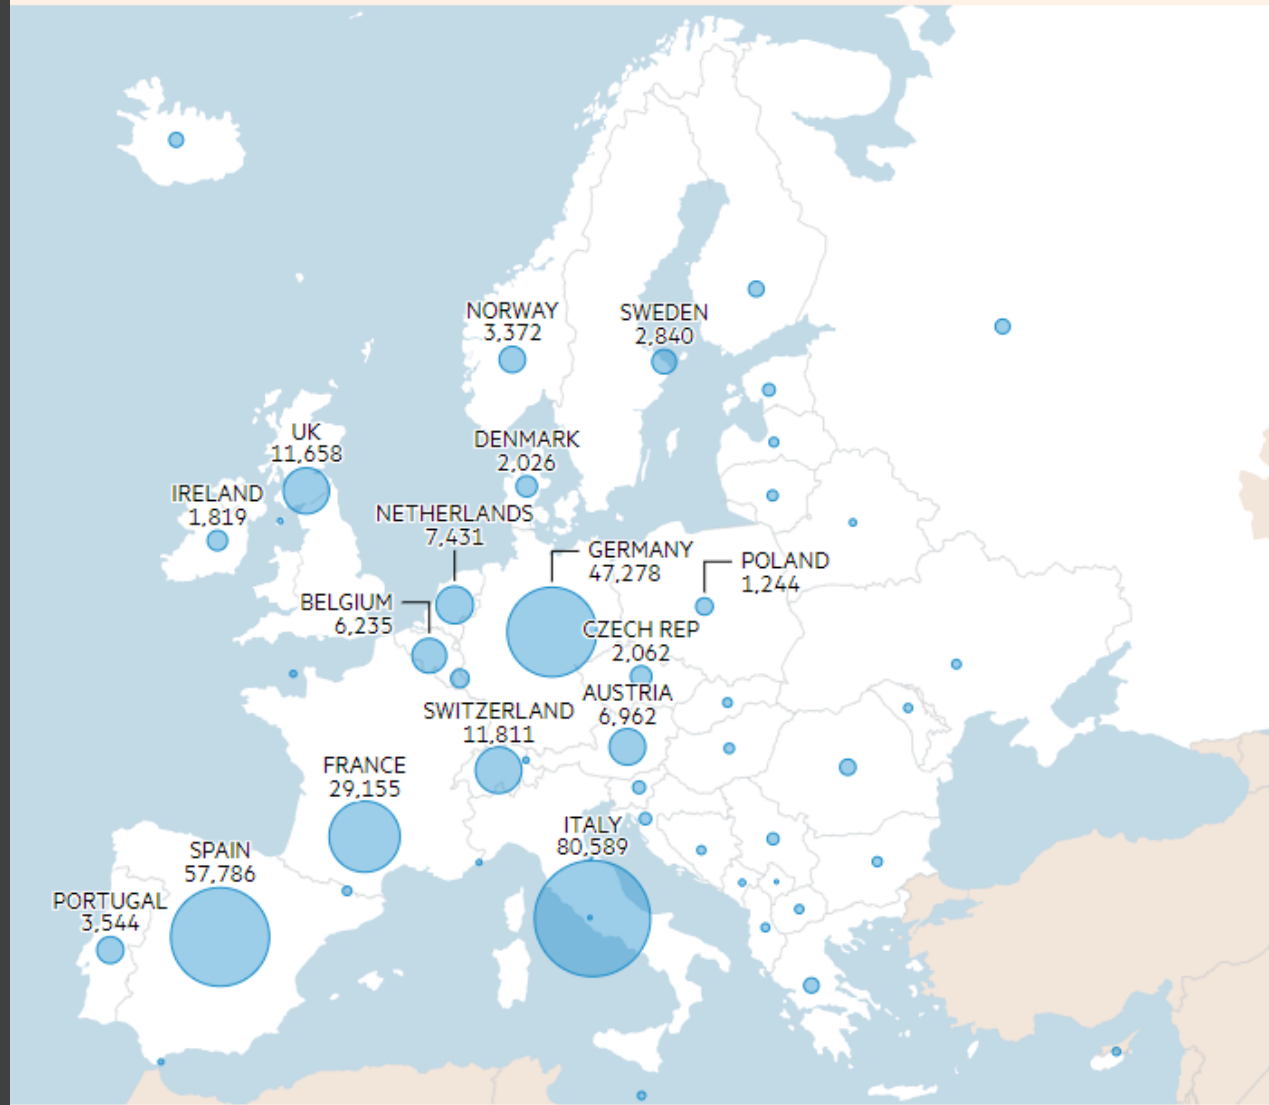 NORWAY
3,372
SWEDEN
2,840
UK
11,658
DENMARK
2,026
IRELAND
1,819
NETHERLANDS
7,431
GERMANY
47,278
POLAND
1,244
BELGIUM
6,235
CZECH REP
2,062
AUSTRIA
6,962
SWITZERLAND
11,811
FRANCE
29,155
ITALY
80,589
SPAIN
57,786
PORTUGAL
3,544